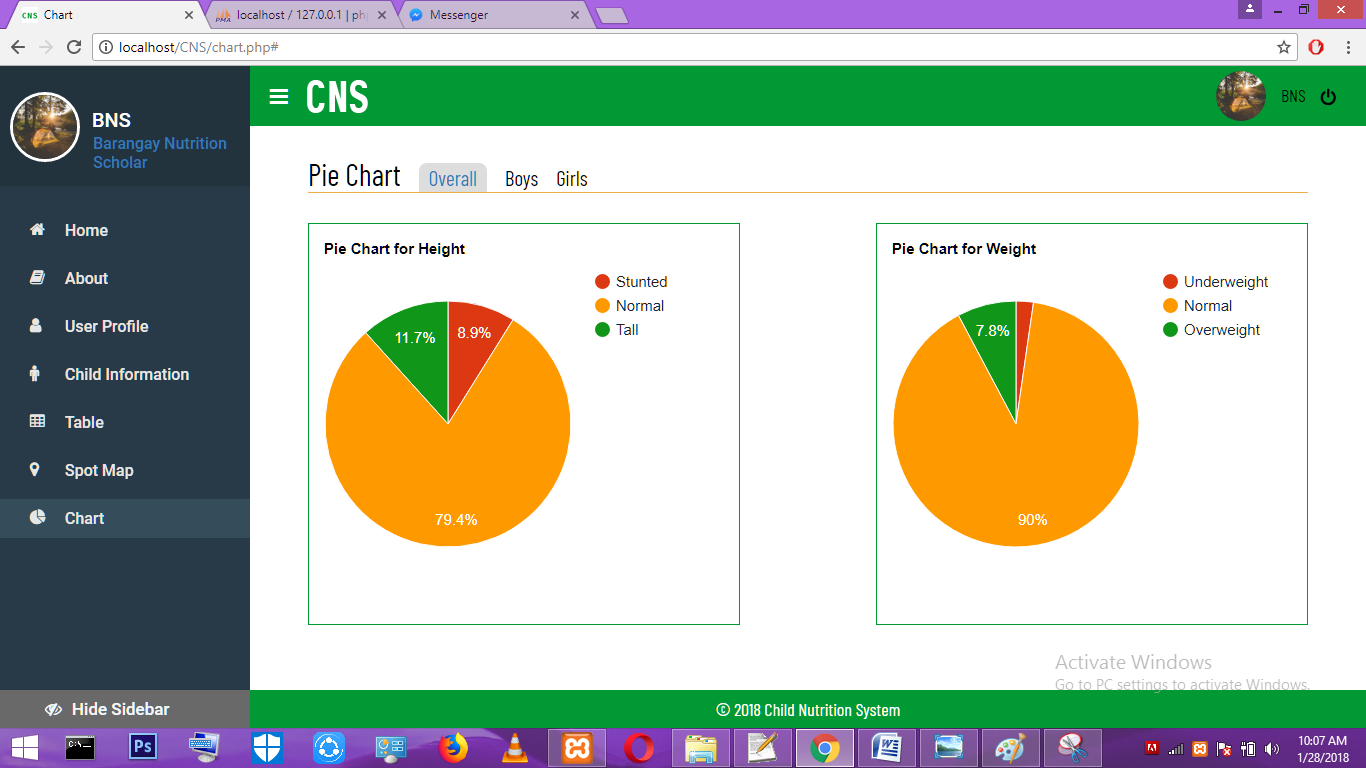 CNS Chart
PMA localhost / 127.0.0.1 | ph
Messenger
localhost/CNS/chart.php#
BNS
Barangay Nutrition
Scholar
CNS
BNS
Home
About
User Profile
Child Information
Table
Spot Map
Chart
Hide Sidebar
Pie Chart Overall Boys Girls
Pie Chart for Height
Stunted
Normal
Tall
11.7%
8.9%
79.4%
Pie Chart for Weight
Underweight
Normal
Overweight
7.8%
90%
Activate Windows
Go to PC settings to activate Windows.
© 2018 Child Nutrition System
C:\_
Ps
W
10:07 AM
1/28/2018